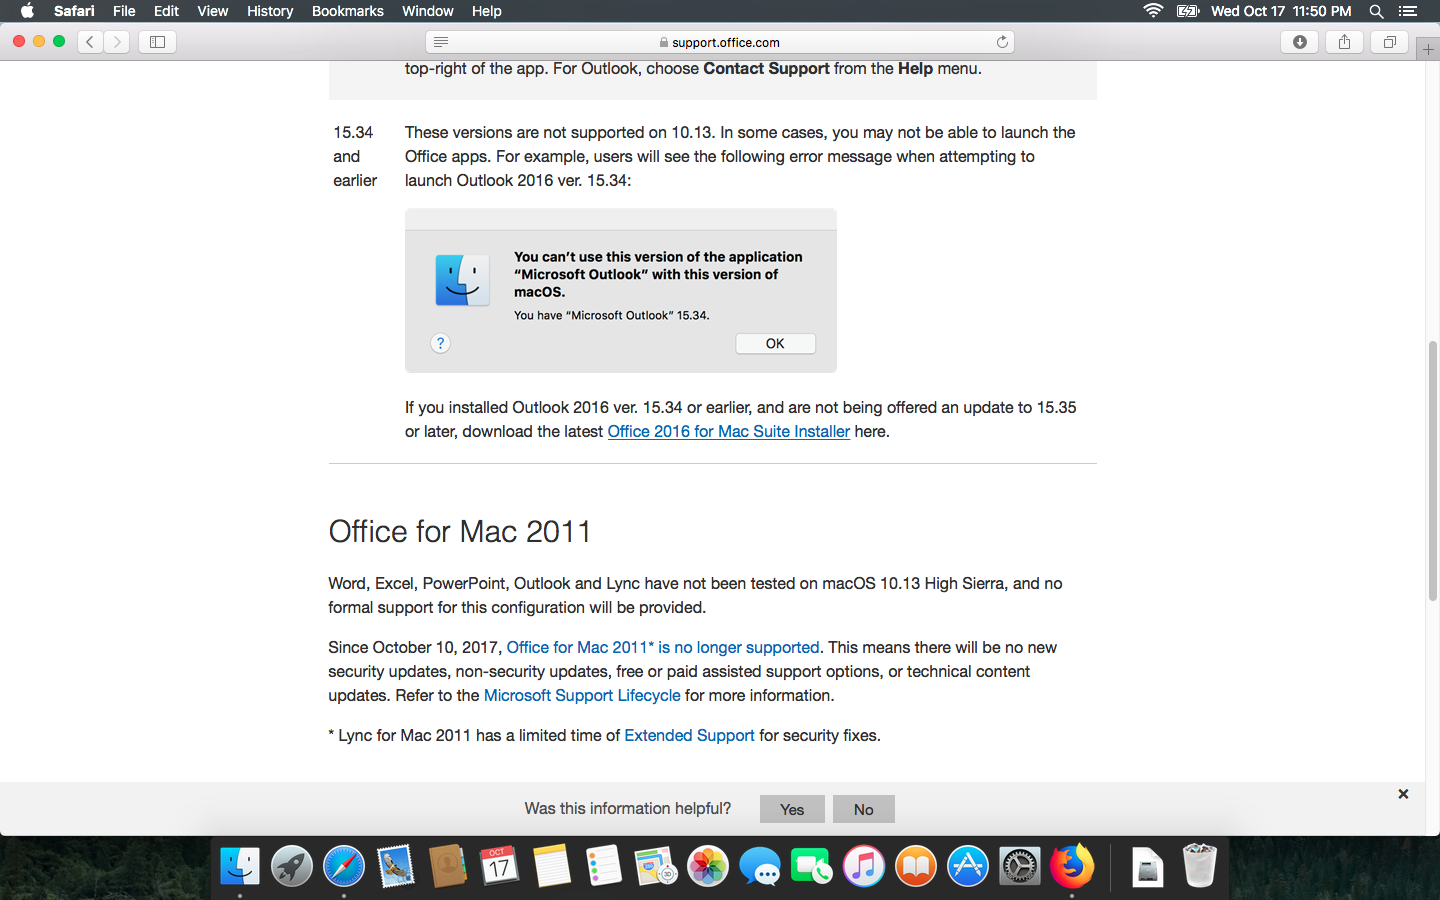 Safari File Edit View History Bookmarks Window Help Wed Oct 17 11:50 PM
support.office.com
top-right of the app. For Outlook, choose Contact Support from the Help menu.
15.34
and
earlier
These versions are not supported on 10.13. In some cases, you may not be able to launch the
Office apps. For example, users will see the following error message when attempting to
launch Outlook 2016 ver. 15.34:
You can't use this version of the application
“Microsoft Outlook” with this version of
macOS.
You have “Microsoft Outlook” 15.34.
?
OK
If you installed Outlook 2016 ver. 15.34 or earlier, and are not being offered an update to 15.35
or later, download the latest Office 2016 for Mac Suite Installer here.
Office for Mac 2011
Word, Excel, PowerPoint, Outlook and Lync have not been tested on macOS 10.13 High Sierra, and no
formal support for this configuration will be provided.
Since October 10, 2017, Office for Mac 2011* is no longer supported. This means there will be no new
security updates, non-security updates, free or paid assisted support options, or technical content
updates. Refer to the Microsoft Support Lifecycle for more information.
* Lync for Mac 2011 has a limited time of Extended Support for security fixes.
Was this information helpful? Yes No
OCT
17
3D